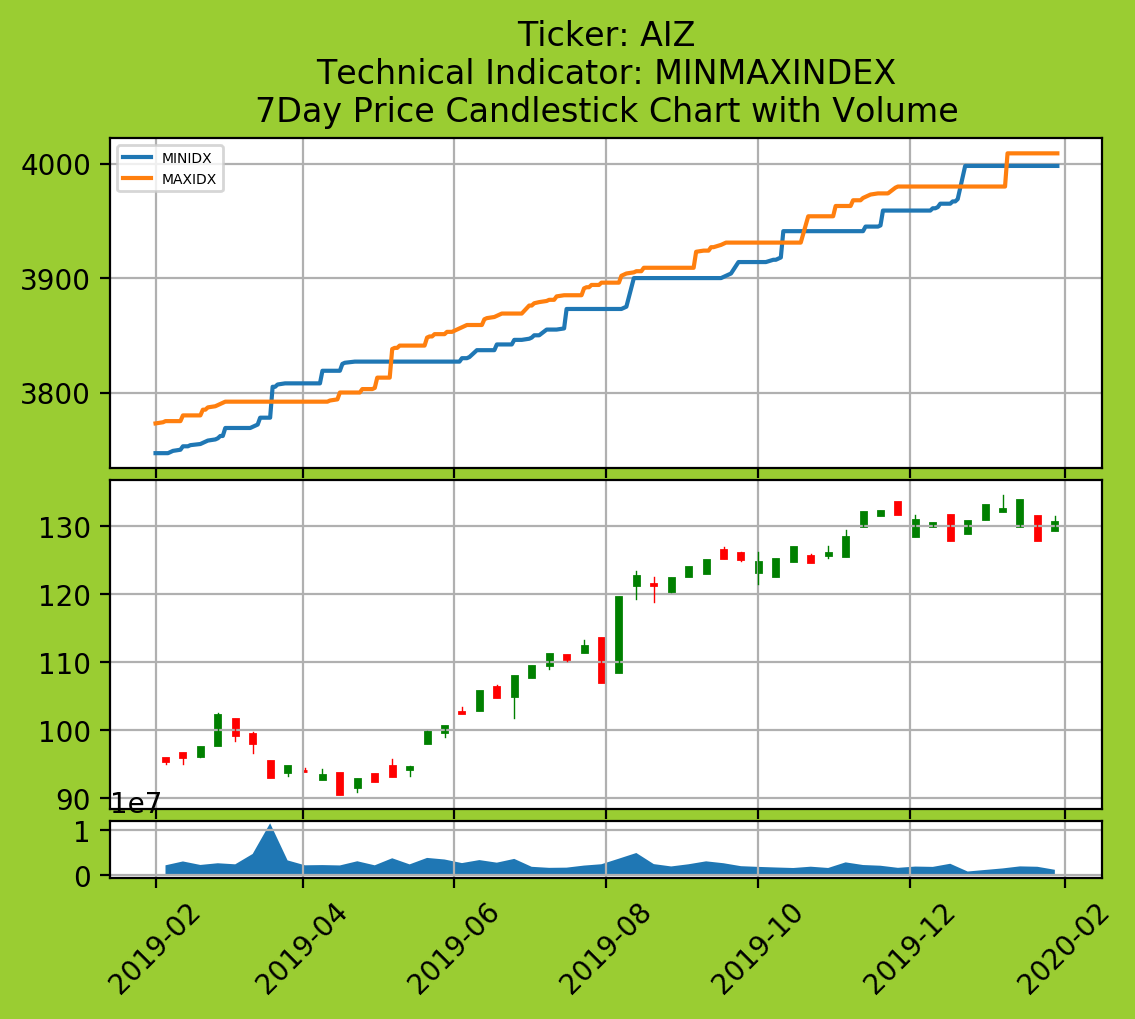 Ticker: AIZ
Technical Indicator: MINMAXINDEX
7Day Price Candlestick Chart with Volume
MINIDX
MAXIDX
4000
3900
3800
130
120
110
100
90
1e7
1
0
2019-02
2019-04
2019-06
2019-08
2019-10
2019-12
2020-02